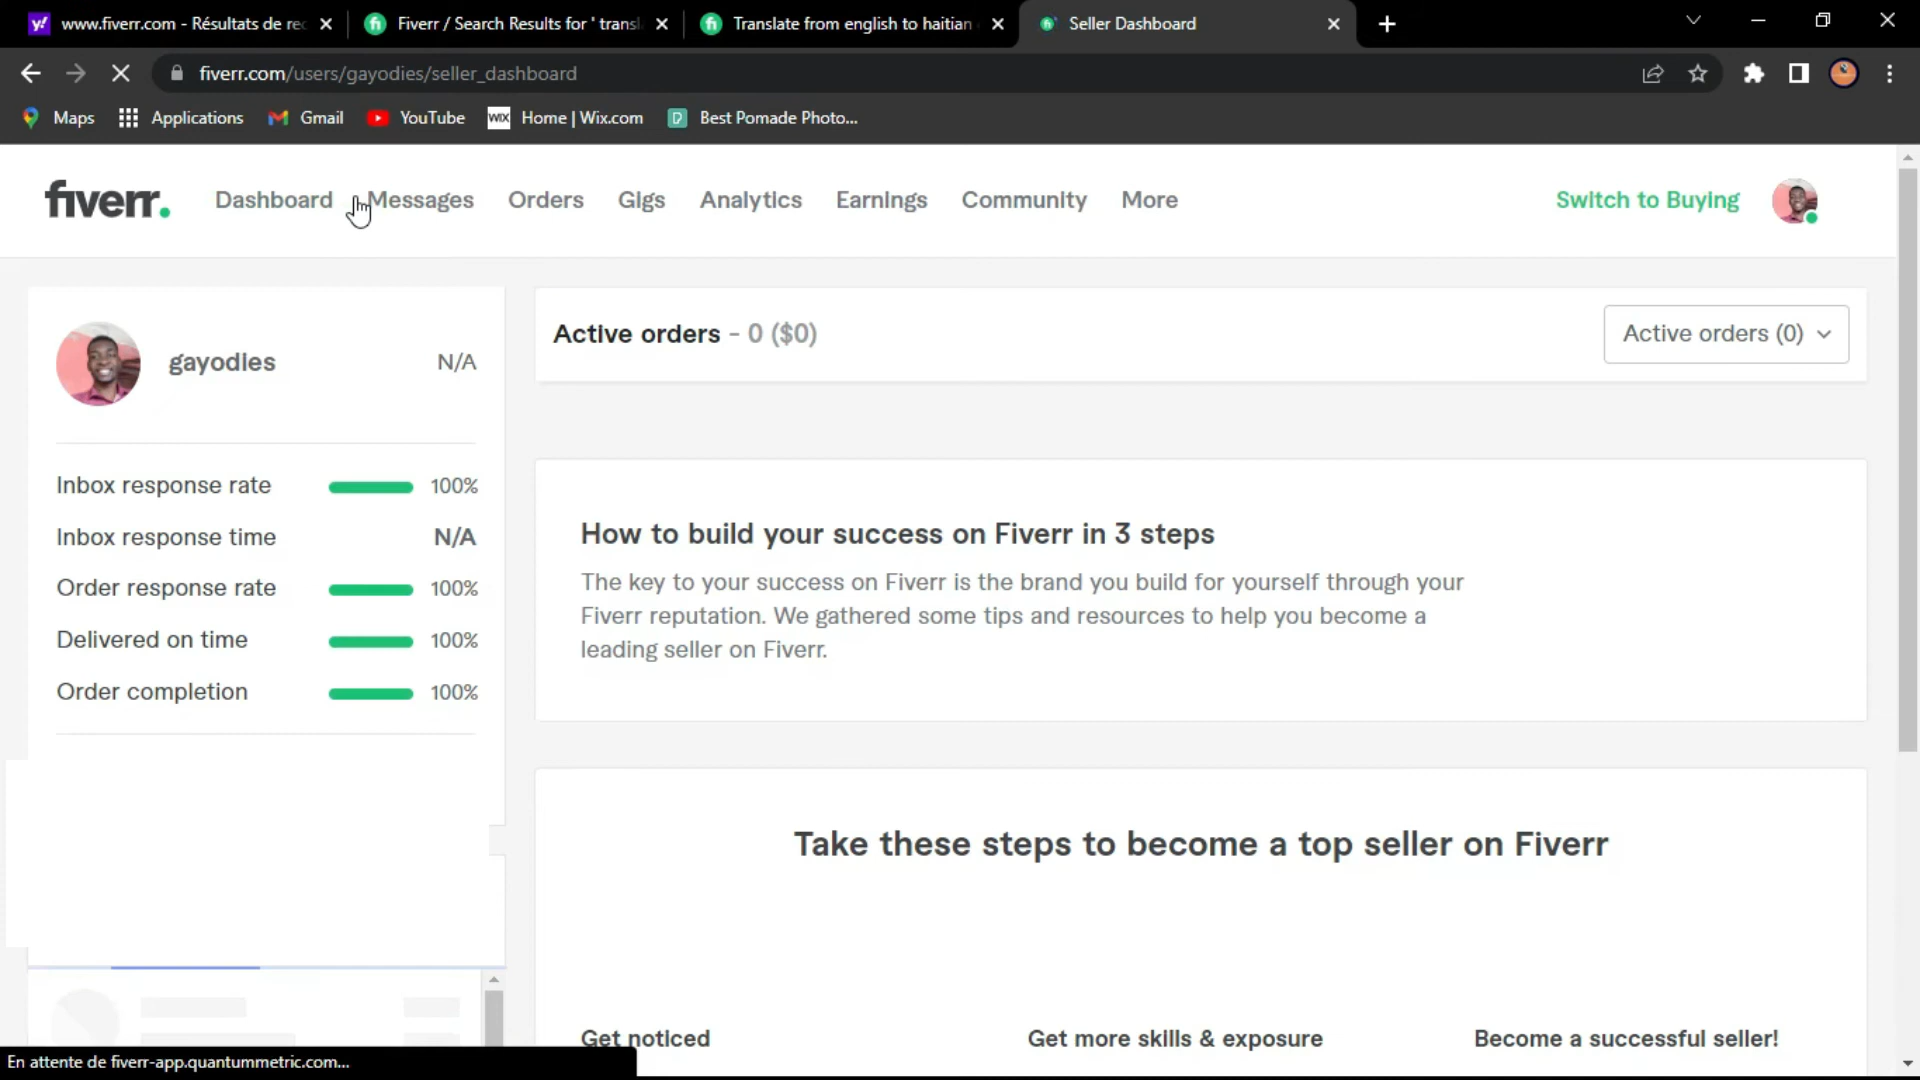 www.fiverr.com - Résultats de re
Fiverr / Search Results for ' transl
Translate from english to haitian
Seller Dashboard
fiverr.com/users/gayodies/seller_dashboard
Maps
Applications
Gmail
YouTube
WIX
Home | Wix.com
Best Pomade Photo...
fiverr.
Dashboard
Messages
Orders
Gigs
Analytics
Earnings
Community
More
Switch to Buying
gayodies
N/A
Inbox response rate 100%
Inbox response time N/A
Order response rate 100%
Delivered on time 100%
Order completion 100%
Active orders - 0 ($0)
Active orders (0)
How to build your success on Fiverr in 3 steps
The key to your success on Fiverr is the brand you build for yourself through your
Fiverr reputation. We gathered some tips and resources to help you become a
leading seller on Fiverr.
Take these steps to become a top seller on Fiverr
Get noticed
Get more skills & exposure
Become a successful seller!
En attente de fiverr-app.quantummetric.com...